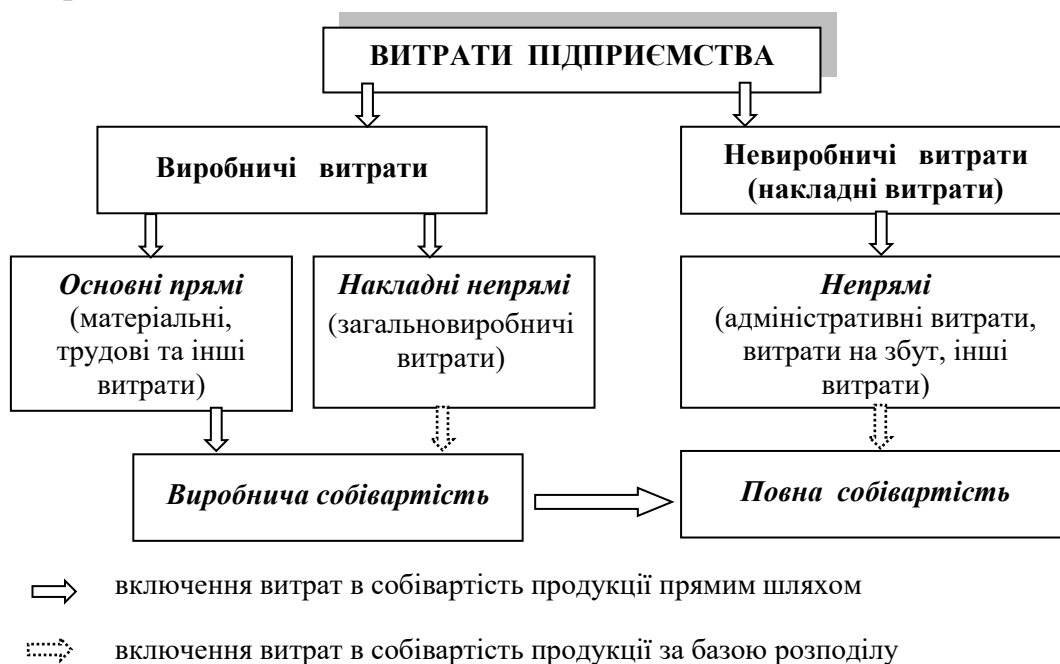 ВИТРАТИ ПІДПРИЄМСТВА
Виробничі витрати
Невиробничі витрати
(накладні витрати)
Основні прямі
(матеріальні,
трудові та інші
витрати)
Накладні непрямі
(загальновиробничі
витрати)
Непрямі
(адміністративні витрати,
витрати на збут, інші
витрати)
Виробнича собівартість
Повна собівартість
включення витрат в собівартість продукції прямим шляхом
включення витрат в собівартість продукції за базою розподілу